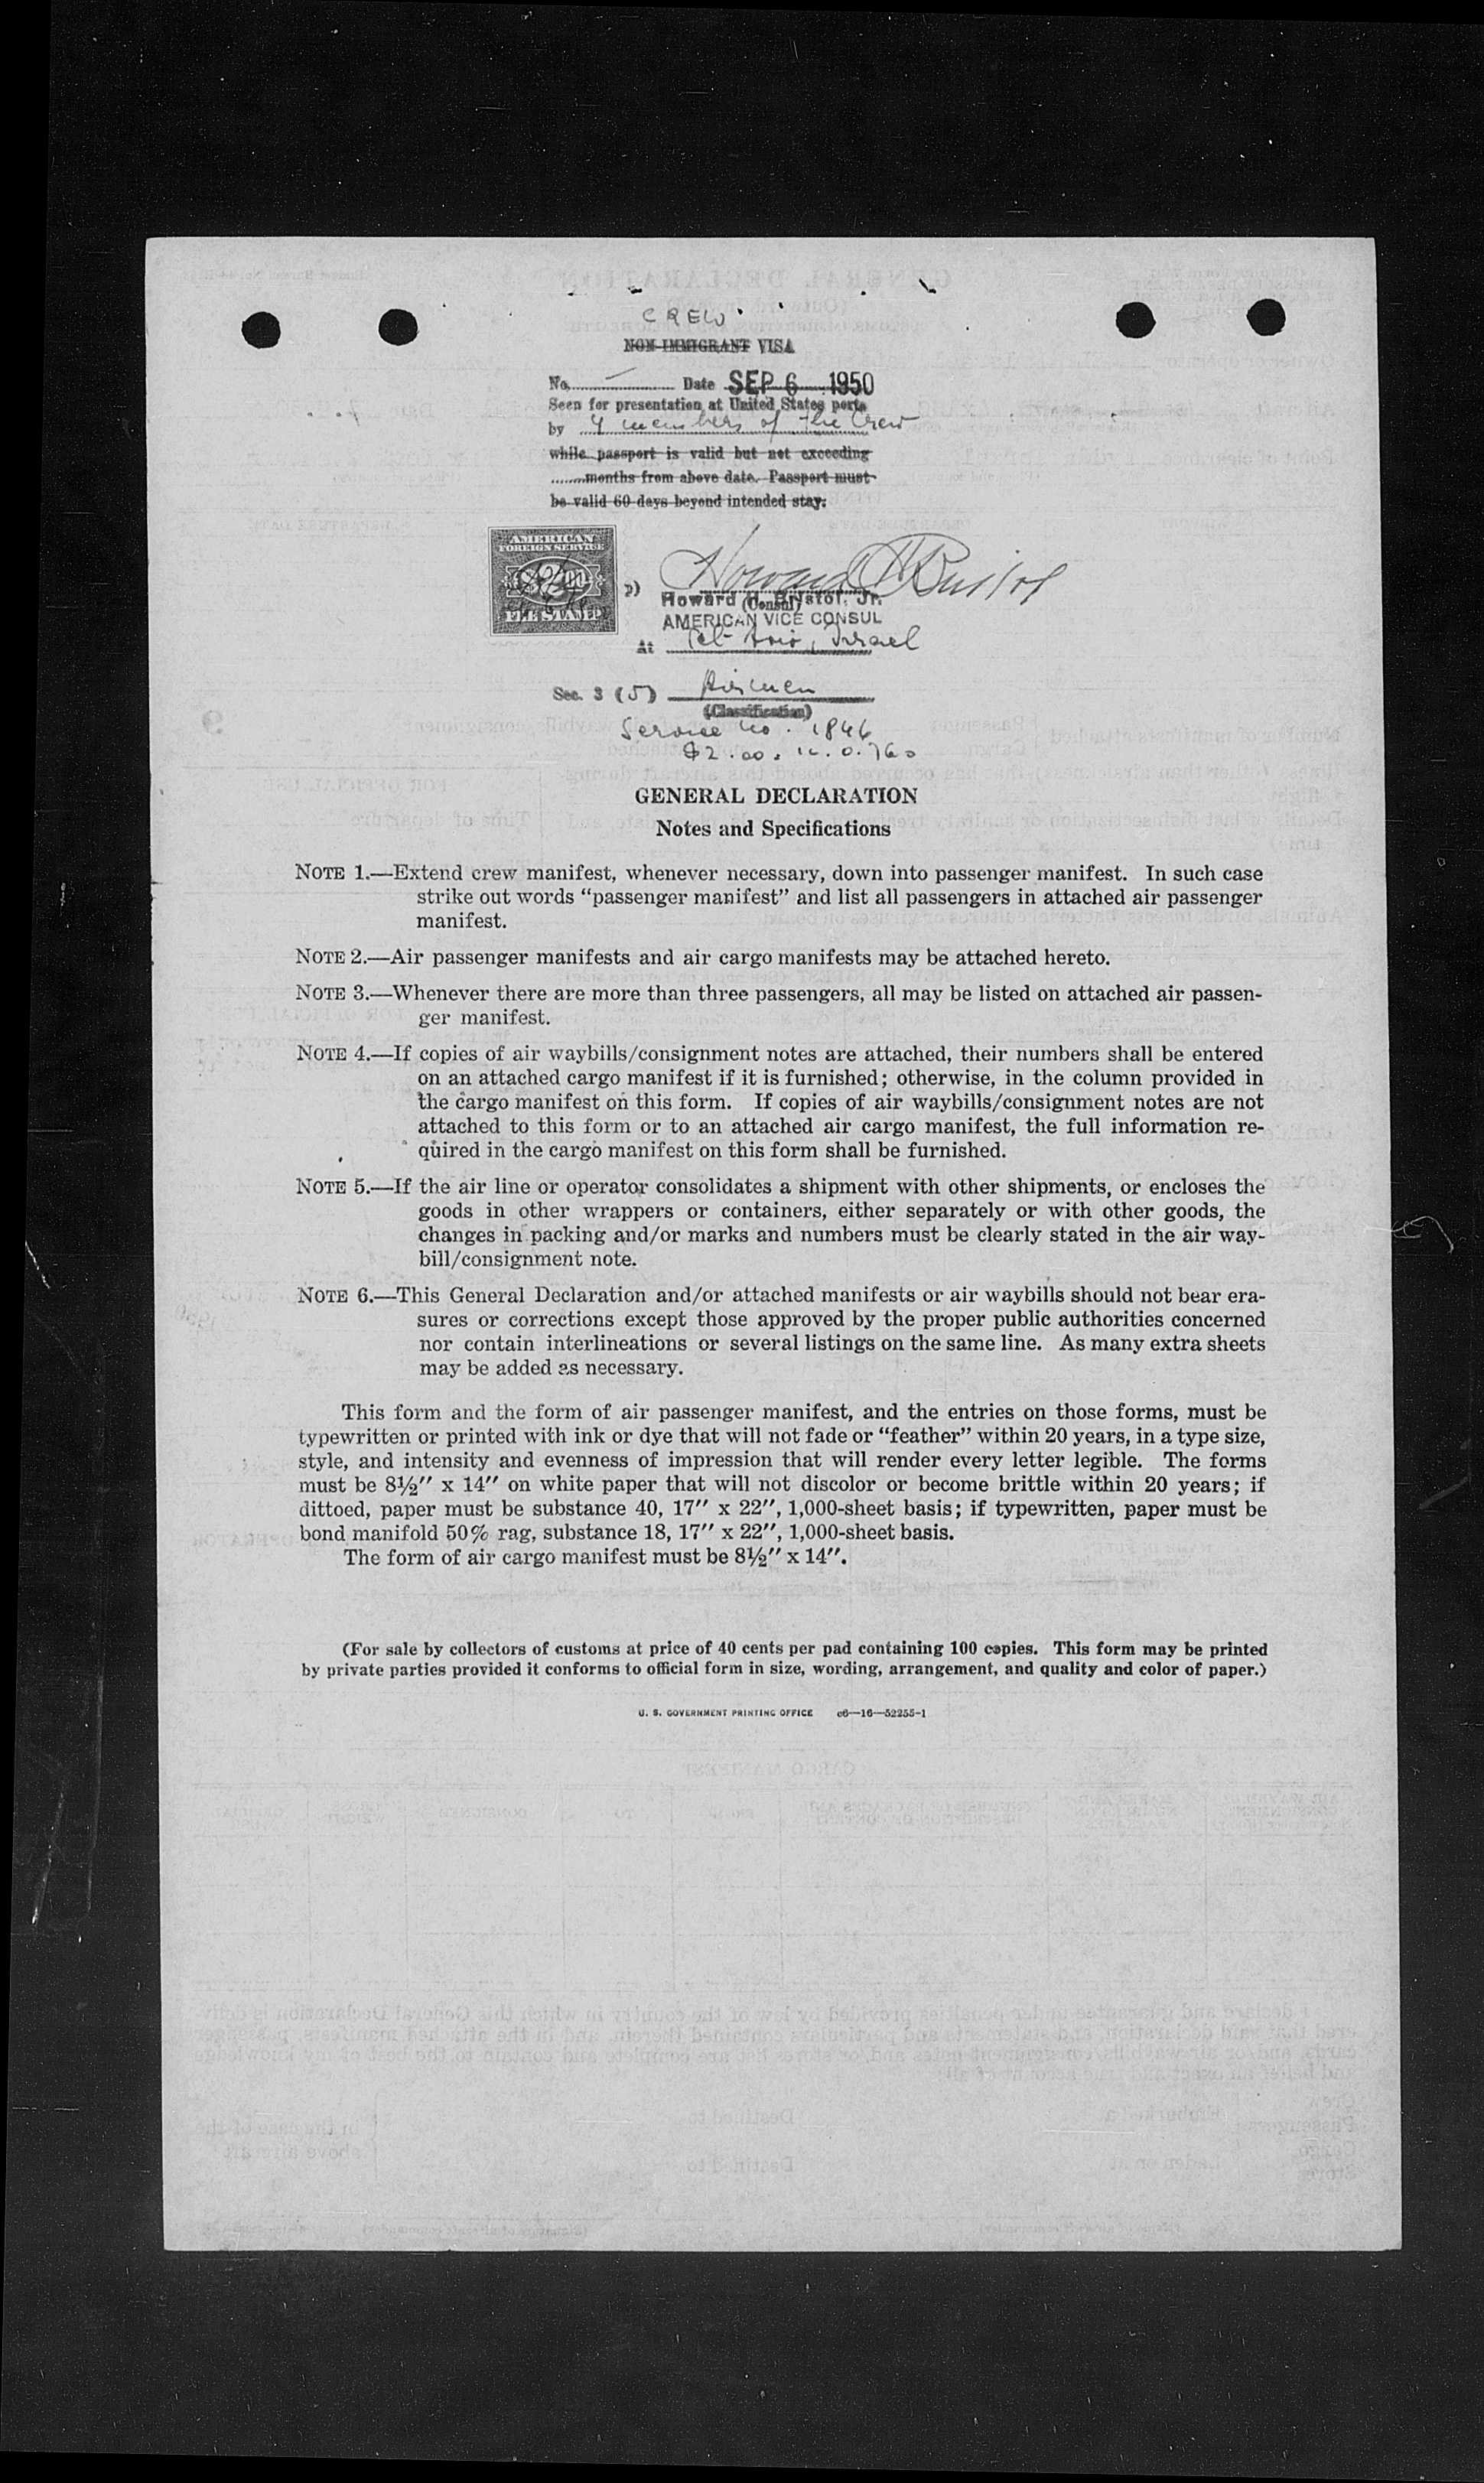 CREW
NON-IMMIGRANT VISA
No. Date SEP 6 1950
Seen for presentation at United States ports
by 4 members of the Crew
while passport is valid but not exceeding
........months from above date. Passport must
be valid 60 days beyond intended stay.
AMERICAN
FOREIGN SERVICE
FEE STAMP
Howard H. Bristol
Howard H. Bristol, Jr.
(Consul)
AMERICAN VICE CONSUL
At Tel Aviv, Israel
Sec. 3 (5) Airmen
(Classification)
Service No. 1846
$2.00
GENERAL DECLARATION
Notes and Specifications
NOTE 1.—Extend crew manifest, whenever necessary, down into passenger manifest. In such case
strike out words “passenger manifest” and list all passengers in attached air passenger
manifest.
NOTE 2.—Air passenger manifests and air cargo manifests may be attached hereto.
NOTE 3.—Whenever there are more than three passengers, all may be listed on attached air passen-
ger manifest.
NOTE 4.—If copies of air waybills/consignment notes are attached, their numbers shall be entered
on an attached cargo manifest if it is furnished; otherwise, in the column provided in
the cargo manifest on this form. If copies of air waybills/consignment notes are not
attached to this form or to an attached air cargo manifest, the full information re-
quired in the cargo manifest on this form shall be furnished.
NOTE 5.—If the air line or operator consolidates a shipment with other shipments, or encloses the
goods in other wrappers or containers, either separately or with other goods, the
changes in packing and/or marks and numbers must be clearly stated in the air way-
bill/consignment note.
NOTE 6.—This General Declaration and/or attached manifests or air waybills should not bear era-
sures or corrections except those approved by the proper public authorities concerned
nor contain interlineations or several listings on the same line. As many extra sheets
may be added as necessary.
This form and the form of air passenger manifest, and the entries on those forms, must be
typewritten or printed with ink or dye that will not fade or “feather” within 20 years, in a type size,
style, and intensity and evenness of impression that will render every letter legible. The forms
must be 8½″ x 14″ on white paper that will not discolor or become brittle within 20 years; if
dittoed, paper must be substance 40, 17″ x 22″, 1,000-sheet basis; if typewritten, paper must be
bond manifold 50% rag, substance 18, 17″ x 22″, 1,000-sheet basis.
The form of air cargo manifest must be 8½″ x 14″.
(For sale by collectors of customs at price of 40 cents per pad containing 100 copies. This form may be printed
by private parties provided it conforms to official form in size, wording, arrangement, and quality and color of paper.)
U. S. GOVERNMENT PRINTING OFFICE c6—16—52255-1